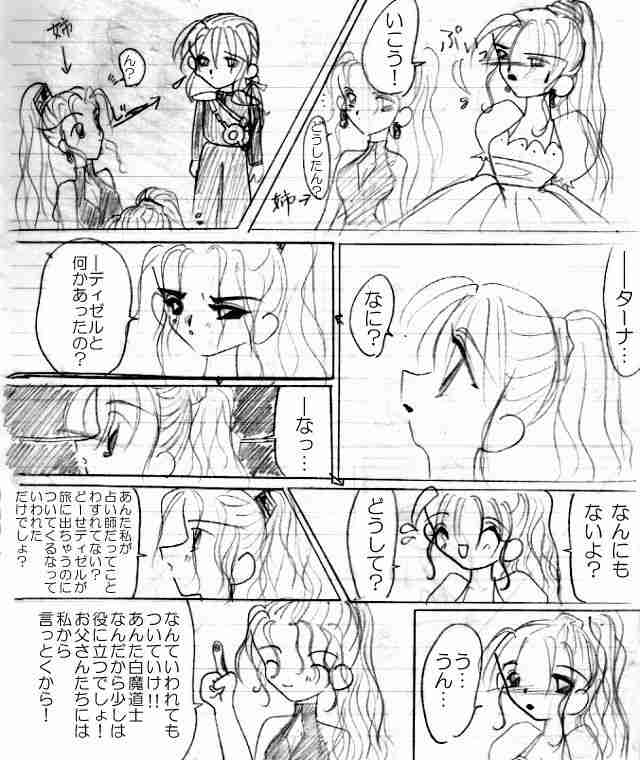 いこう!
ぷいっ
どうしたん?
姉→
姉
ん?
ーターナ…
なに?
ーティゼルと
何かあったの?
ーなっ…
なんにも
ないよ?
どうして?
あんた私が
占い師だってこと
わすれてない?
どーせティゼルが
旅に出ちゃうのに
ついてくるなって
いわれた
だけでしょ?
う…
うん…
なんていわれても
ついていけ!!
あんた白魔道士
なんだから少しは
役に立つでしょ!
お父さんたちには
私から
言っとくから!